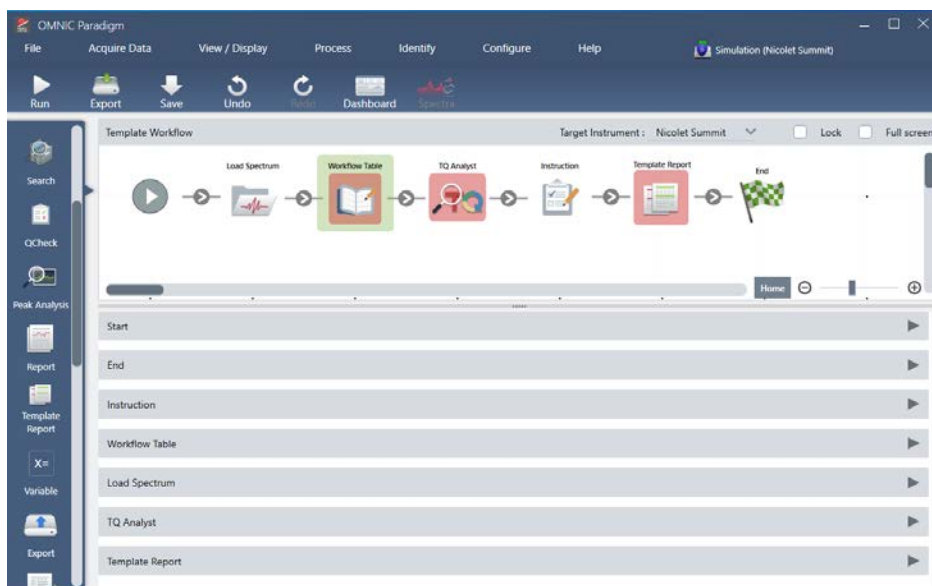 OMNIC Paradigm
File Acquire Data View / Display Process Identify Configure Help Simulation (Nicolet Summit)
Run Export Save Undo Redo Dashboard Spectra
Template Workflow Target Instrument : Nicolet Summit Lock Full screen
Load Spectrum Workflow Table TQ Analyst Instruction Template Report End
Home
Search
QCheck
Peak Analysis
Report
Template
Report
X=
Variable
Export
Start
End
Instruction
Workflow Table
Load Spectrum
TQ Analyst
Template Report